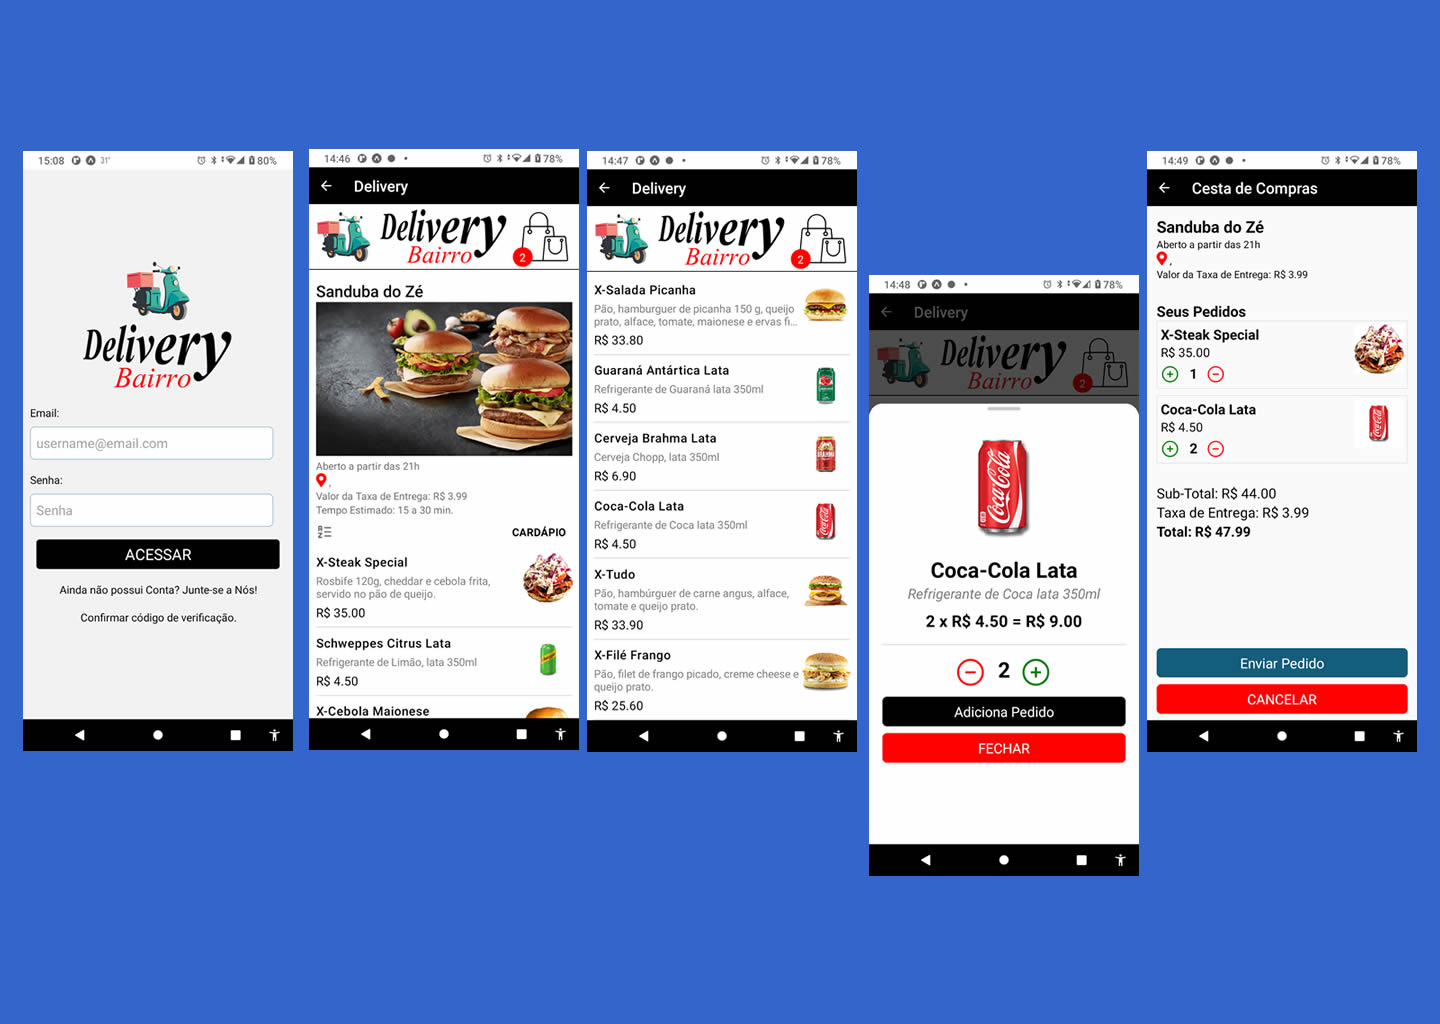 15:08 31° 80%
Delivery
Bairro
Email:
username@email.com
Senha:
Senha
ACESSAR
Ainda não possui Conta? Junte-se a Nós!
Confirmar código de verificação.
14:46 78%
Delivery
Delivery
Bairro
2
Sanduba do Zé
Aberto a partir das 21h
,
Valor da Taxa de Entrega: R$ 3.99
Tempo Estimado: 15 a 30 min.
CARDÁPIO
X-Steak Special
Rosbife 120g, cheddar e cebola frita,
servido no pão de queijo.
R$ 35.00
Schweppes Citrus Lata
Refrigerante de Limão, lata 350ml
R$ 4.50
X-Cebola Maionese
14:47 78%
Delivery
Delivery
Bairro
2
X-Salada Picanha
Pão, hamburguer de picanha 150 g, queijo
prato, alface, tomate, maionese e ervas fi...
R$ 33.80
Guaraná Antártica Lata
Refrigerante de Guaraná lata 350ml
R$ 4.50
Cerveja Brahma Lata
Cerveja Chopp, lata 350ml
R$ 6.90
Coca-Cola Lata
Refrigerante de Coca lata 350ml
R$ 4.50
X-Tudo
Pão, hambúrguer de carne angus, alface,
tomate e queijo prato.
R$ 33.90
X-Filé Frango
Pão, filet de frango picado, creme cheese e
queijo prato.
R$ 25.60
14:48 78%
Delivery
Delivery
Bairro
2
Coca-Cola
Coca-Cola Lata
Refrigerante de Coca lata 350ml
2 x R$ 4.50 = R$ 9.00
2
Adiciona Pedido
FECHAR
14:49 78%
Cesta de Compras
Sanduba do Zé
Aberto a partir das 21h
,
Valor da Taxa de Entrega: R$ 3.99
Seus Pedidos
X-Steak Special
R$ 35.00
1
Coca-Cola Lata
R$ 4.50
2
Sub-Total: R$ 44.00
Taxa de Entrega: R$ 3.99
Total: R$ 47.99
Enviar Pedido
CANCELAR